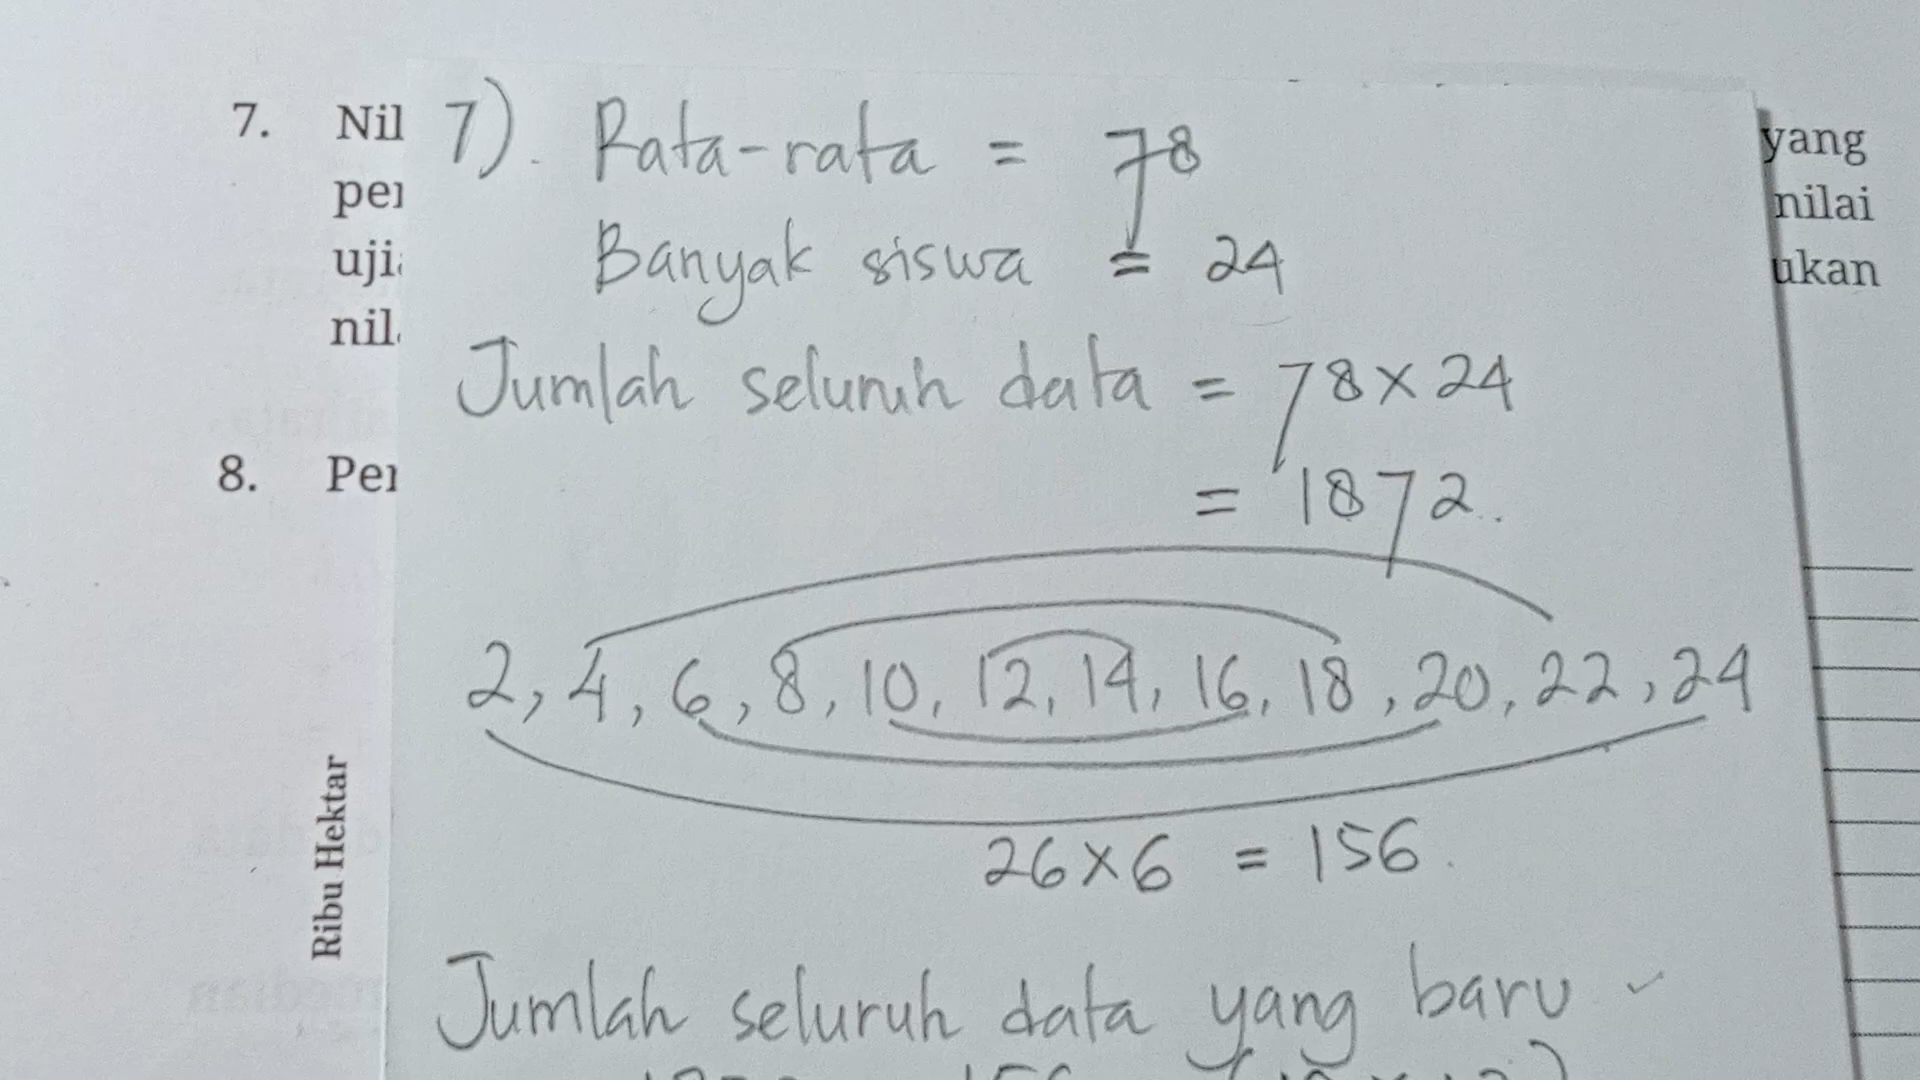 7. Nil
per
uji
nil
yang
nilai
ukan
7). Rata-rata = 78
Banyak siswa = 24
Jumlah seluruh data = 78 x 24
= 1872.
8. Per
2, 4, 6, 8, 10, 12, 14, 16, 18, 20, 22, 24
26 x 6 = 156.
Ribu Hektar
Jumlah seluruh data yang baru